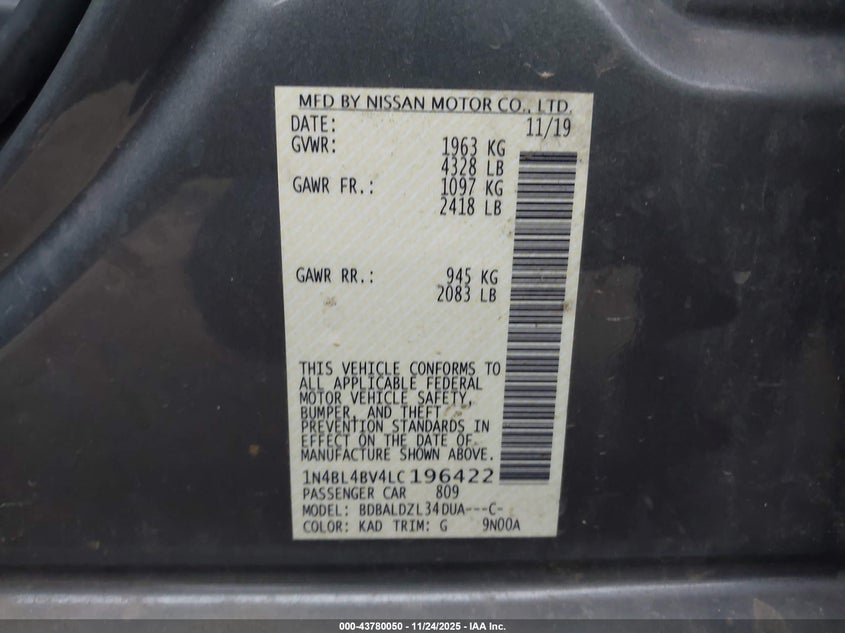 MFD BY NISSAN MOTOR CO., LTD.
DATE: 11/19
GVWR: 1963 KG
4328 LB
GAWR FR.: 1097 KG
2418 LB
GAWR RR.: 945 KG
2083 LB
THIS VEHICLE CONFORMS TO
ALL APPLICABLE FEDERAL
MOTOR VEHICLE SAFETY,
BUMPER, AND THEFT
PREVENTION STANDARDS IN
EFFECT ON THE DATE OF
MANUFACTURE SHOWN ABOVE.
1N4BL4BV4LC196422
PASSENGER CAR 809
MODEL: BDBALDZL34DUA---C-
COLOR: KAD TRIM: G 9N00A
000-43780050 | 11/24/2025 - IAA Inc.